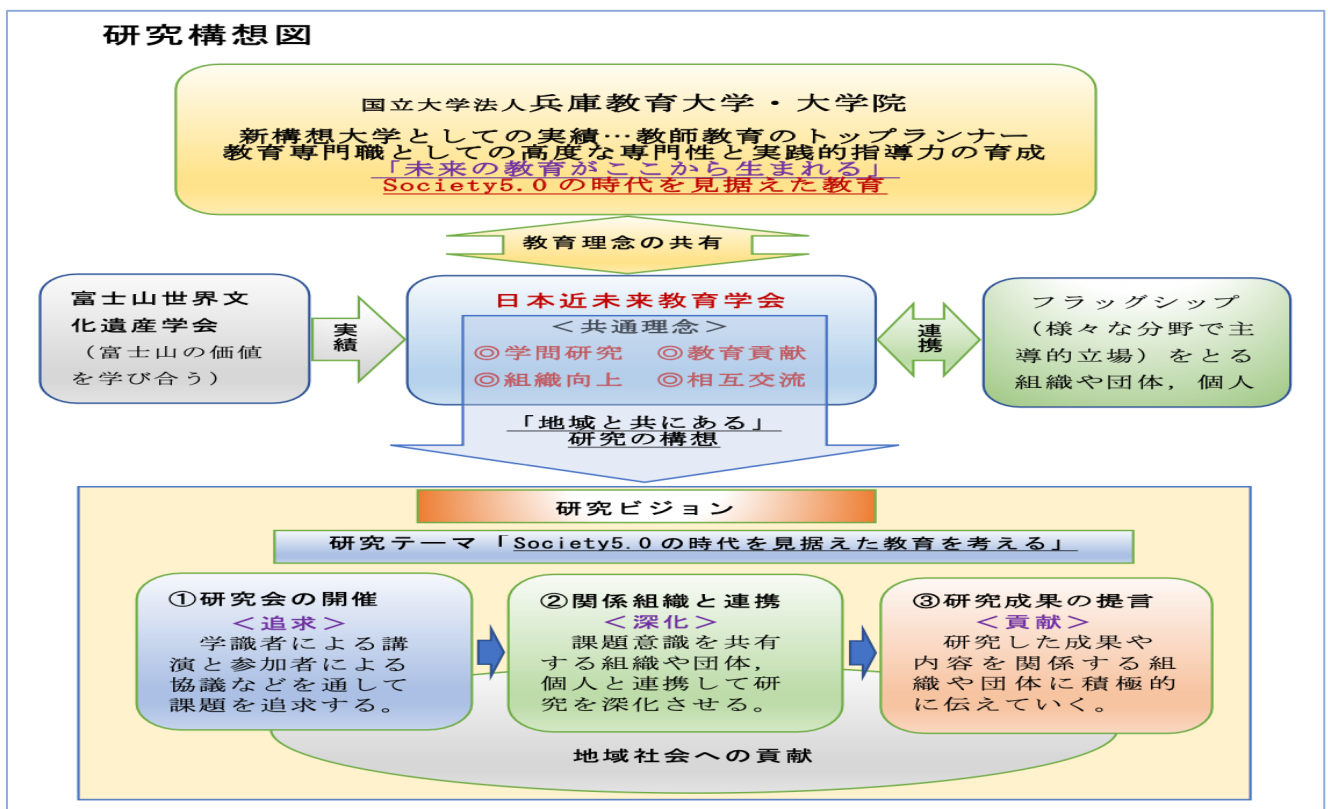 研究構想図
国立大学法人兵庫教育大学・大学院
新構想大学としての実績…教師教育のトップランナー
教育専門職としての高度な専門性と実践的指導力の育成
「未来の教育がここから生まれる」
Society5.0の時代を見据えた教育
教育理念の共有
富士山世界文
化遺産学会
（富士山の価値
を学び合う）
実績
日本近未来教育学会
＜共通理念＞
◎学問研究　◎教育貢献
◎組織向上　◎相互交流
連携
フラッグシップ
（様々な分野で主
導的立場）をとる
組織や団体，個人
「地域と共にある」
研究の構想
研究ビジョン
研究テーマ「Society5.0の時代を見据えた教育を考える」
①研究会の開催
＜追求＞
学識者による講
演と参加者による
協議などを通して
課題を追求する。
②関係組織と連携
＜深化＞
課題意識を共有
する組織や団体，
個人と連携して研
究を深化させる。
③研究成果の提言
＜貢献＞
研究した成果や
内容を関係する組
織や団体に積極的
に伝えていく。
地域社会への貢献